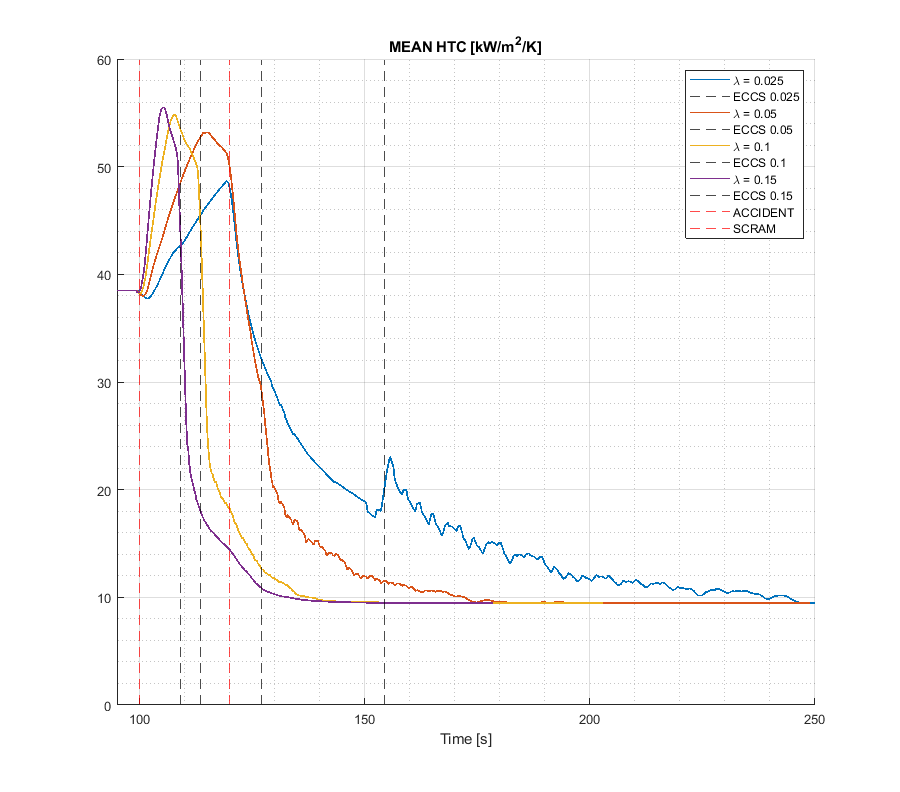 MEAN HTC [kW/m²/K]
60
50
40
30
20
10
0
100
150
200
250
Time [s]
λ = 0.025
ECCS 0.025
λ = 0.05
ECCS 0.05
λ = 0.1
ECCS 0.1
λ = 0.15
ECCS 0.15
ACCIDENT
SCRAM